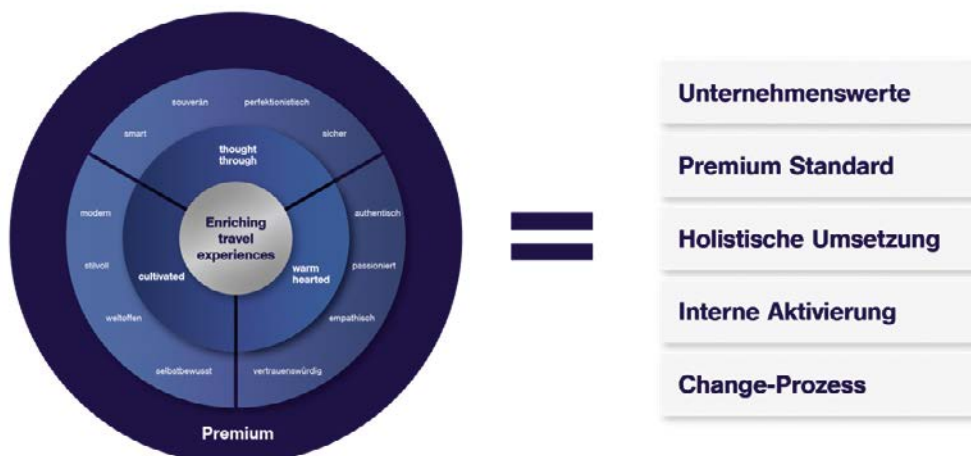 souverän
perfektionistisch
smart
sicher
thought
through
modern
authentisch
Enriching
travel
experiences
stilvoll
cultivated
warm
hearted
passioniert
weltoffen
empathisch
selbstbewusst
vertrauenswürdig
Premium
=
Unternehmenswerte
Premium Standard
Holistische Umsetzung
Interne Aktivierung
Change-Prozess